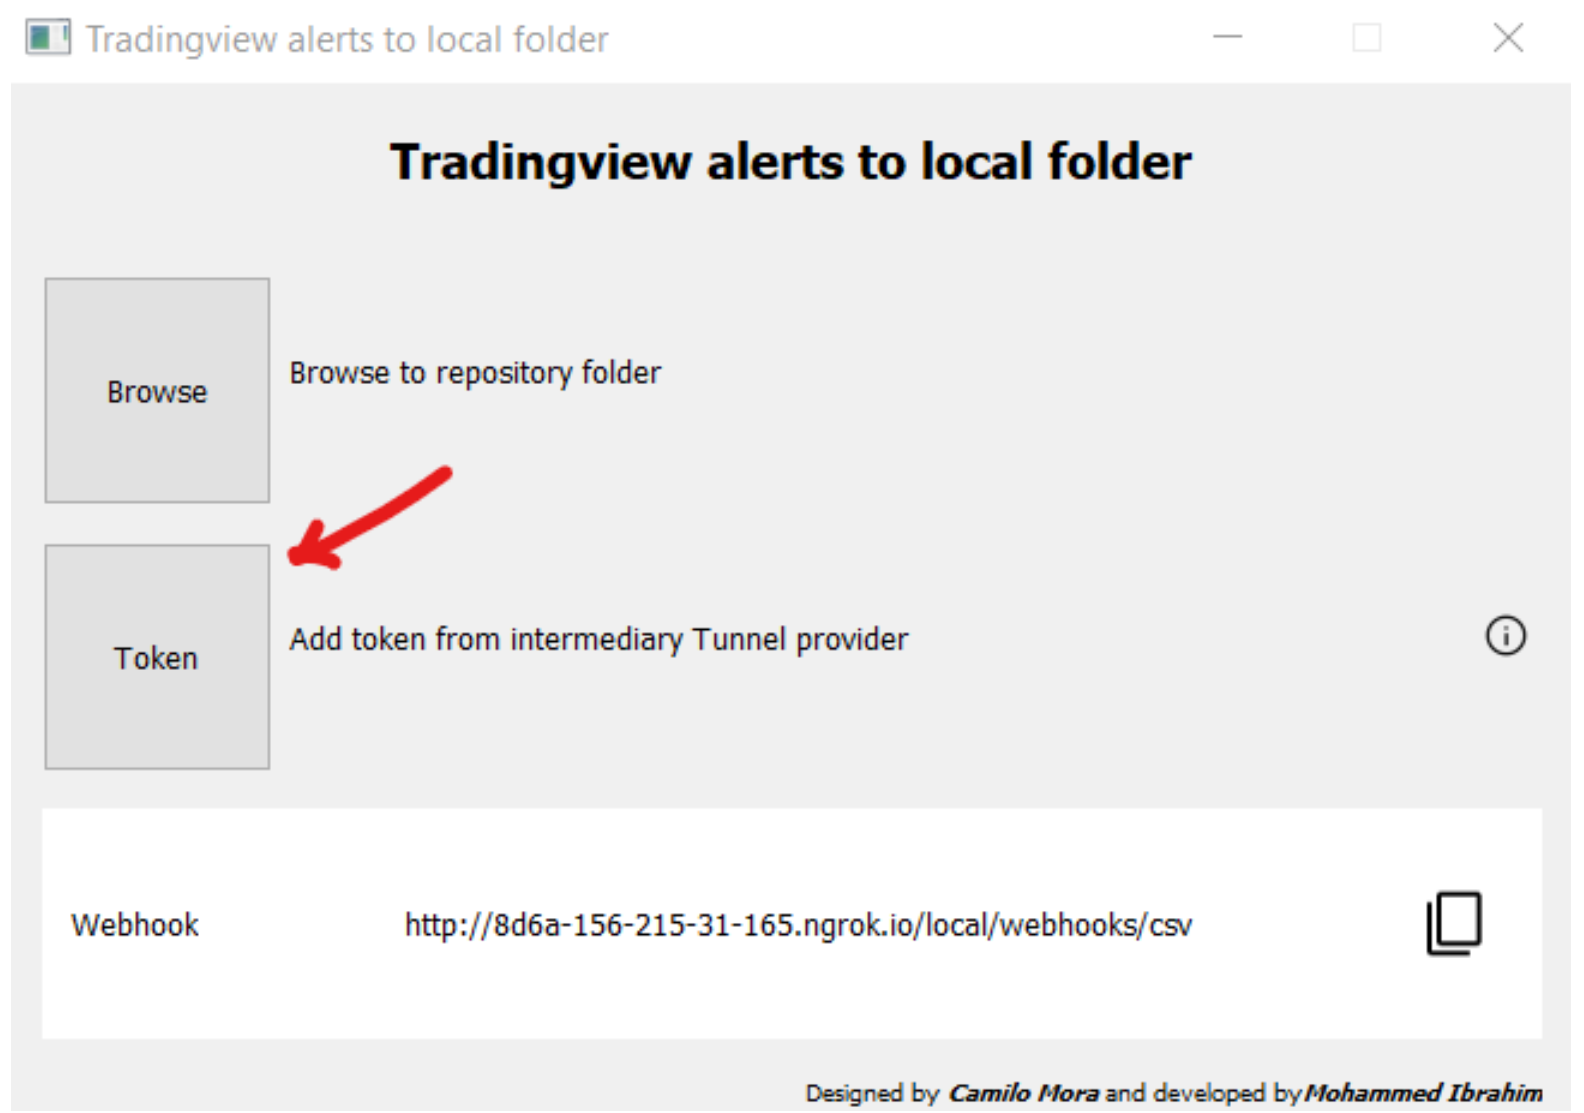 Tradingview alerts to local folder
Tradingview alerts to local folder
Browse
Browse to repository folder
Token
Add token from intermediary Tunnel provider
Webhook
http://8d6a-156-215-31-165.ngrok.io/local/webhooks/csv
Designed by Camilo Mora and developed by Mohammed Ibrahim